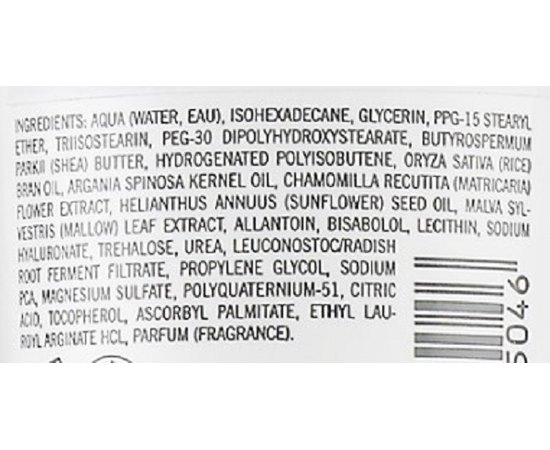 INGREDIENTS: AQUA (WATER, EAU), ISOHEXADECANE, GLYCERIN, PPG-15 STEARYL
ETHER, TRIISOSTEARIN, PEG-30 DIPOLYHYDROXYSTEARATE, BUTYROSPERMUM
PARKII (SHEA) BUTTER, HYDROGENATED POLYISOBUTENE, ORYZA SATIVA (RICE)
BRAN OIL, ARGANIA SPINOSA KERNEL OIL, CHAMOMILLA RECUTITA (MATRICARIA)
FLOWER EXTRACT, HELIANTHUS ANNUUS (SUNFLOWER) SEED OIL, MALVA SYL-
VESTRIS (MALLOW) LEAF EXTRACT, ALLANTOIN, BISABOLOL, LECITHIN, SODIUM
HYALURONATE, TREHALOSE, UREA, LEUCONOSTOC/RADISH
ROOT FERMENT FILTRATE, PROPYLENE GLYCOL, SODIUM
PCA, MAGNESIUM SULFATE, POLYQUATERNIUM-51, CITRIC
ACID, TOCOPHEROL, ASCORBYL PALMITATE, ETHYL LAU-
ROYL ARGINATE HCL, PARFUM (FRAGRANCE).